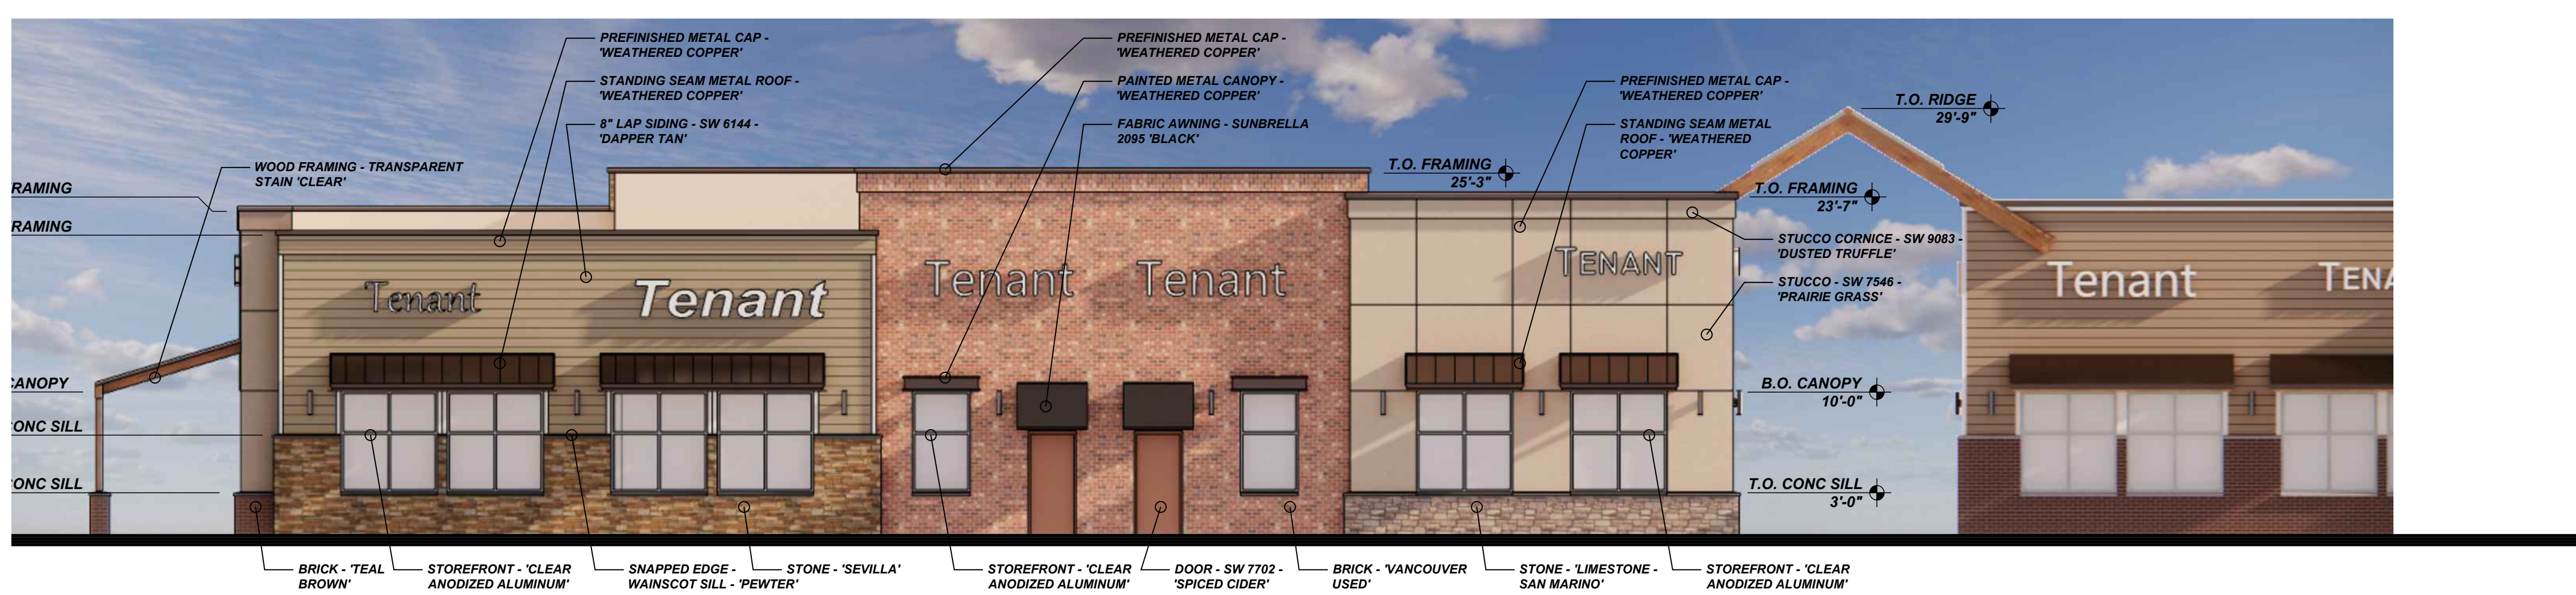 PREFINISHED METAL CAP -
'WEATHERED COPPER'
STANDING SEAM METAL ROOF -
'WEATHERED COPPER'
8" LAP SIDING - SW 6144 -
'DAPPER TAN'
WOOD FRAMING - TRANSPARENT
STAIN 'CLEAR'
PREFINISHED METAL CAP -
'WEATHERED COPPER'
PAINTED METAL CANOPY -
'WEATHERED COPPER'
FABRIC AWNING - SUNBRELLA
2095 'BLACK'
PREFINISHED METAL CAP -
'WEATHERED COPPER'
STANDING SEAM METAL
ROOF - 'WEATHERED
COPPER'
T.O. RIDGE
29'-9"
T.O. FRAMING
25'-3"
T.O. FRAMING
23'-7"
STUCCO CORNICE - SW 9083 -
'DUSTED TRUFFLE'
STUCCO - SW 7546 -
'PRAIRIE GRASS'
B.O. CANOPY
10'-0"
T.O. CONC SILL
3'-0"
RAMING
RAMING
CANOPY
CONC SILL
ONC SILL
Tenant
Tenant
Tenant
Tenant
TENANT
Tenant
TENA
BRICK - 'TEAL
BROWN'
STOREFRONT - 'CLEAR
ANODIZED ALUMINUM'
SNAPPED EDGE -
WAINSCOT SILL - 'PEWTER'
STONE - 'SEVILLA'
STOREFRONT - 'CLEAR
ANODIZED ALUMINUM'
DOOR - SW 7702 -
'SPICED CIDER'
BRICK - 'VANCOUVER
USED'
STONE - 'LIMESTONE -
SAN MARINO'
STOREFRONT - 'CLEAR
ANODIZED ALUMINUM'